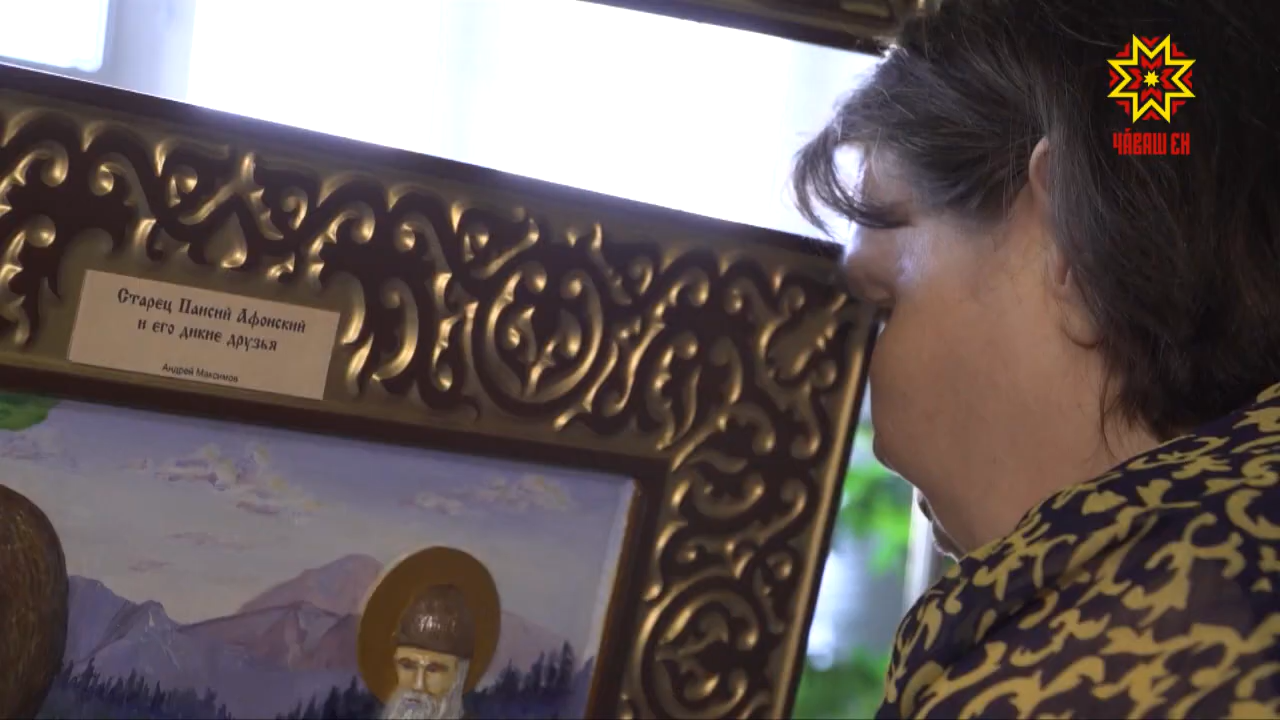 Старец Паисий Афонский
и его дикие друзья
Андрей Максимов
ЧӐВАШ ЕН